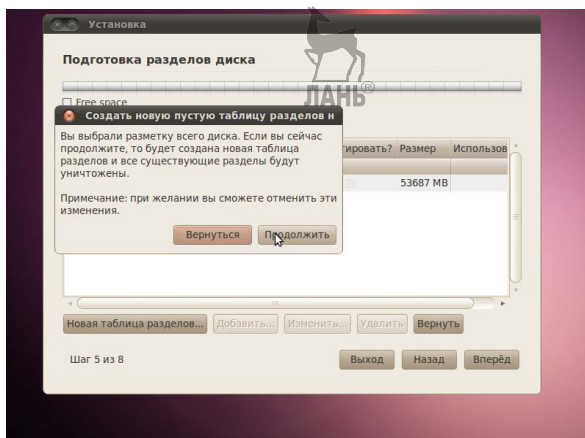 Установка
Подготовка разделов диска
ЛАНЬ®
Free space
Создать новую пустую таблицу разделов н
Вы выбрали разметку всего диска. Если вы сейчас
продолжите, то будет создана новая таблица
разделов и все существующие разделы будут
уничтожены.
Примечание: при желании вы сможете отменить эти
изменения.
Вернуться Продолжить
тировать? Размер Использов
53687 MB
Новая таблица разделов... Добавить... Изменить... Удалить Вернуть
Шаг 5 из 8 Выход Назад Вперёд